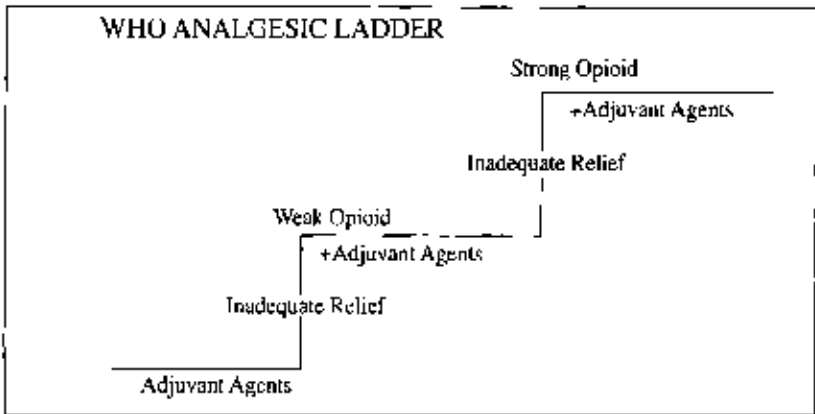 WHO ANALGESIC LADDER
Strong Opioid
+Adjuvant Agents
Inadequate Relief
Weak Opioid
+Adjuvant Agents
Inadequate Relief
Adjuvant Agents